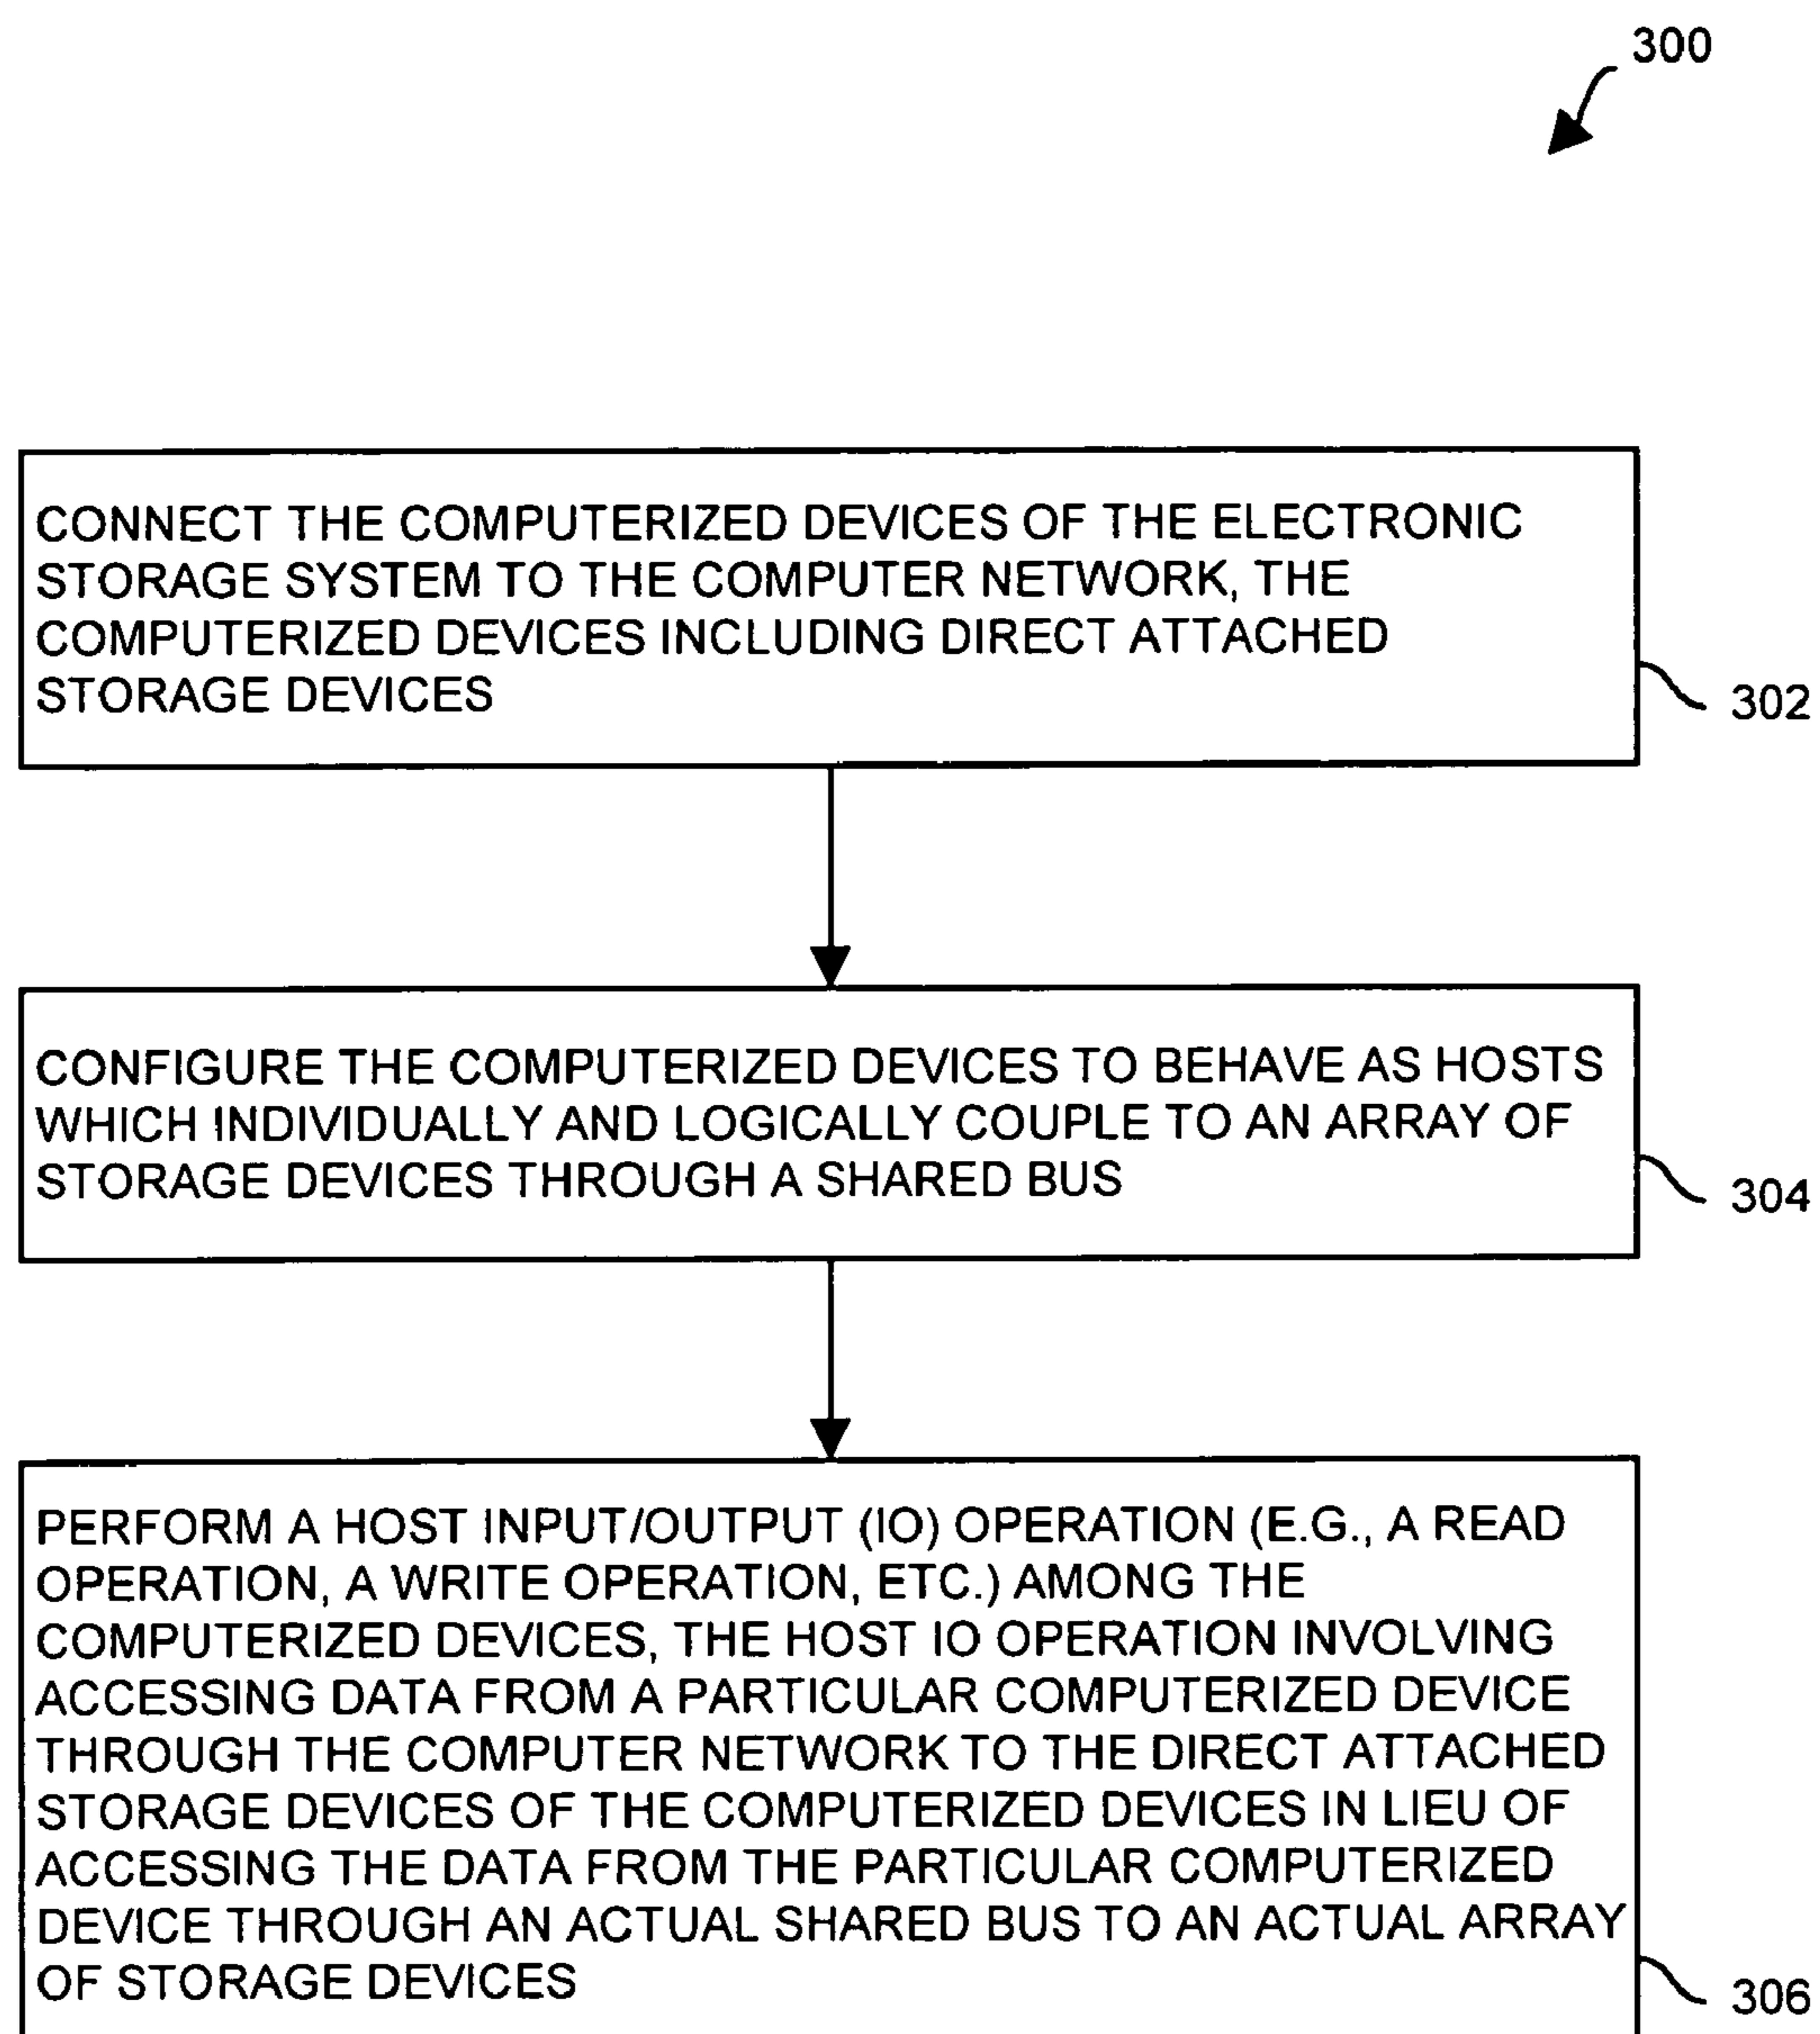 300
CONNECT THE COMPUTERIZED DEVICES OF THE ELECTRONIC
STORAGE SYSTEM TO THE COMPUTER NETWORK, THE
COMPUTERIZED DEVICES INCLUDING DIRECT ATTACHED
STORAGE DEVICES
302
CONFIGURE THE COMPUTERIZED DEVICES TO BEHAVE AS HOSTS
WHICH INDIVIDUALLY AND LOGICALLY COUPLE TO AN ARRAY OF
STORAGE DEVICES THROUGH A SHARED BUS
304
PERFORM A HOST INPUT/OUTPUT (IO) OPERATION (E.G., A READ
OPERATION, A WRITE OPERATION, ETC.) AMONG THE
COMPUTERIZED DEVICES, THE HOST IO OPERATION INVOLVING
ACCESSING DATA FROM A PARTICULAR COMPUTERIZED DEVICE
THROUGH THE COMPUTER NETWORK TO THE DIRECT ATTACHED
STORAGE DEVICES OF THE COMPUTERIZED DEVICES IN LIEU OF
ACCESSING THE DATA FROM THE PARTICULAR COMPUTERIZED
DEVICE THROUGH AN ACTUAL SHARED BUS TO AN ACTUAL ARRAY
OF STORAGE DEVICES
306